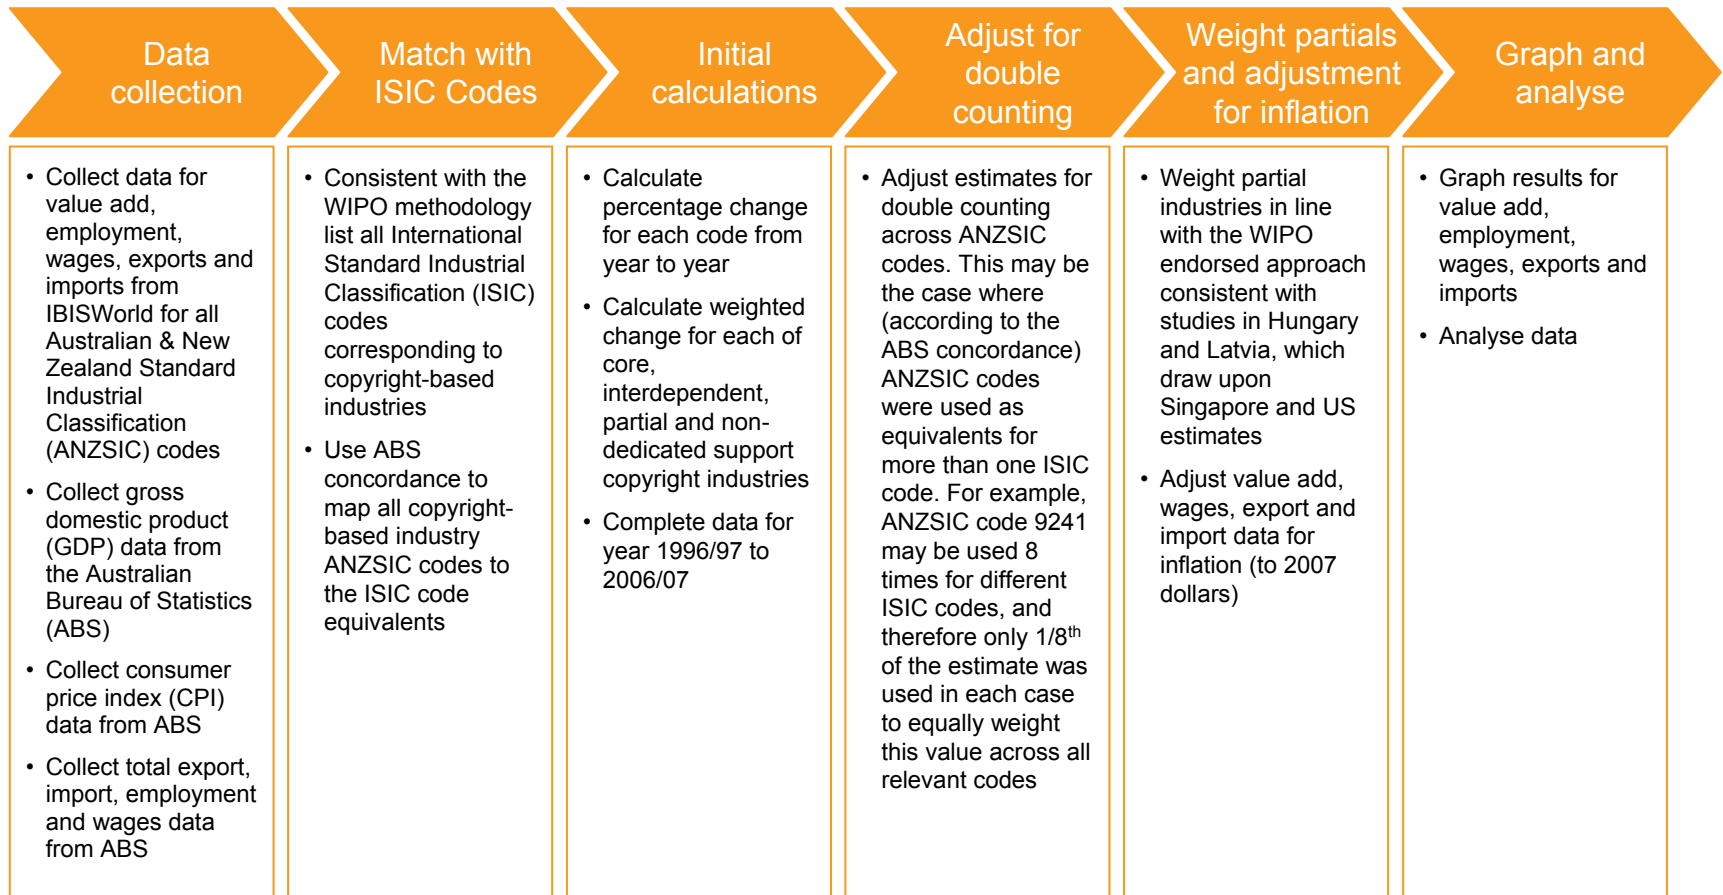 Data
collection
Match with
ISIC Codes
Initial
calculations
Adjust for
double
counting
Weight partials
and adjustment
for inflation
Graph and
analyse
• Collect data for
value add,
employment,
wages, exports and
imports from
IBISWorld for all
Australian & New
Zealand Standard
Industrial
Classification
(ANZSIC) codes
• Collect gross
domestic product
(GDP) data from
the Australian
Bureau of Statistics
(ABS)
• Collect consumer
price index (CPI)
data from ABS
• Collect total export,
import, employment
and wages data
from ABS
• Consistent with the
WIPO methodology
list all International
Standard Industrial
Classification (ISIC)
codes
corresponding to
copyright-based
industries
• Use ABS
concordance to
map all copyright-
based industry
ANZSIC codes to
the ISIC code
equivalents
• Calculate
percentage change
for each code from
year to year
• Calculate weighted
change for each of
core,
interdependent,
partial and non-
dedicated support
copyright industries
• Complete data for
year 1996/97 to
2006/07
• Adjust estimates for
double counting
across ANZSIC
codes. This may be
the case where
(according to the
ABS concordance)
ANZSIC codes
were used as
equivalents for
more than one ISIC
code. For example,
ANZSIC code 9241
may be used 8
times for different
ISIC codes, and
therefore only 1/8th
of the estimate was
used in each case
to equally weight
this value across all
relevant codes
• Weight partial
industries in line
with the WIPO
endorsed approach
consistent with
studies in Hungary
and Latvia, which
draw upon
Singapore and US
estimates
• Adjust value add,
wages, export and
import data for
inflation (to 2007
dollars)
• Graph results for
value add,
employment,
wages, exports and
imports
• Analyse data